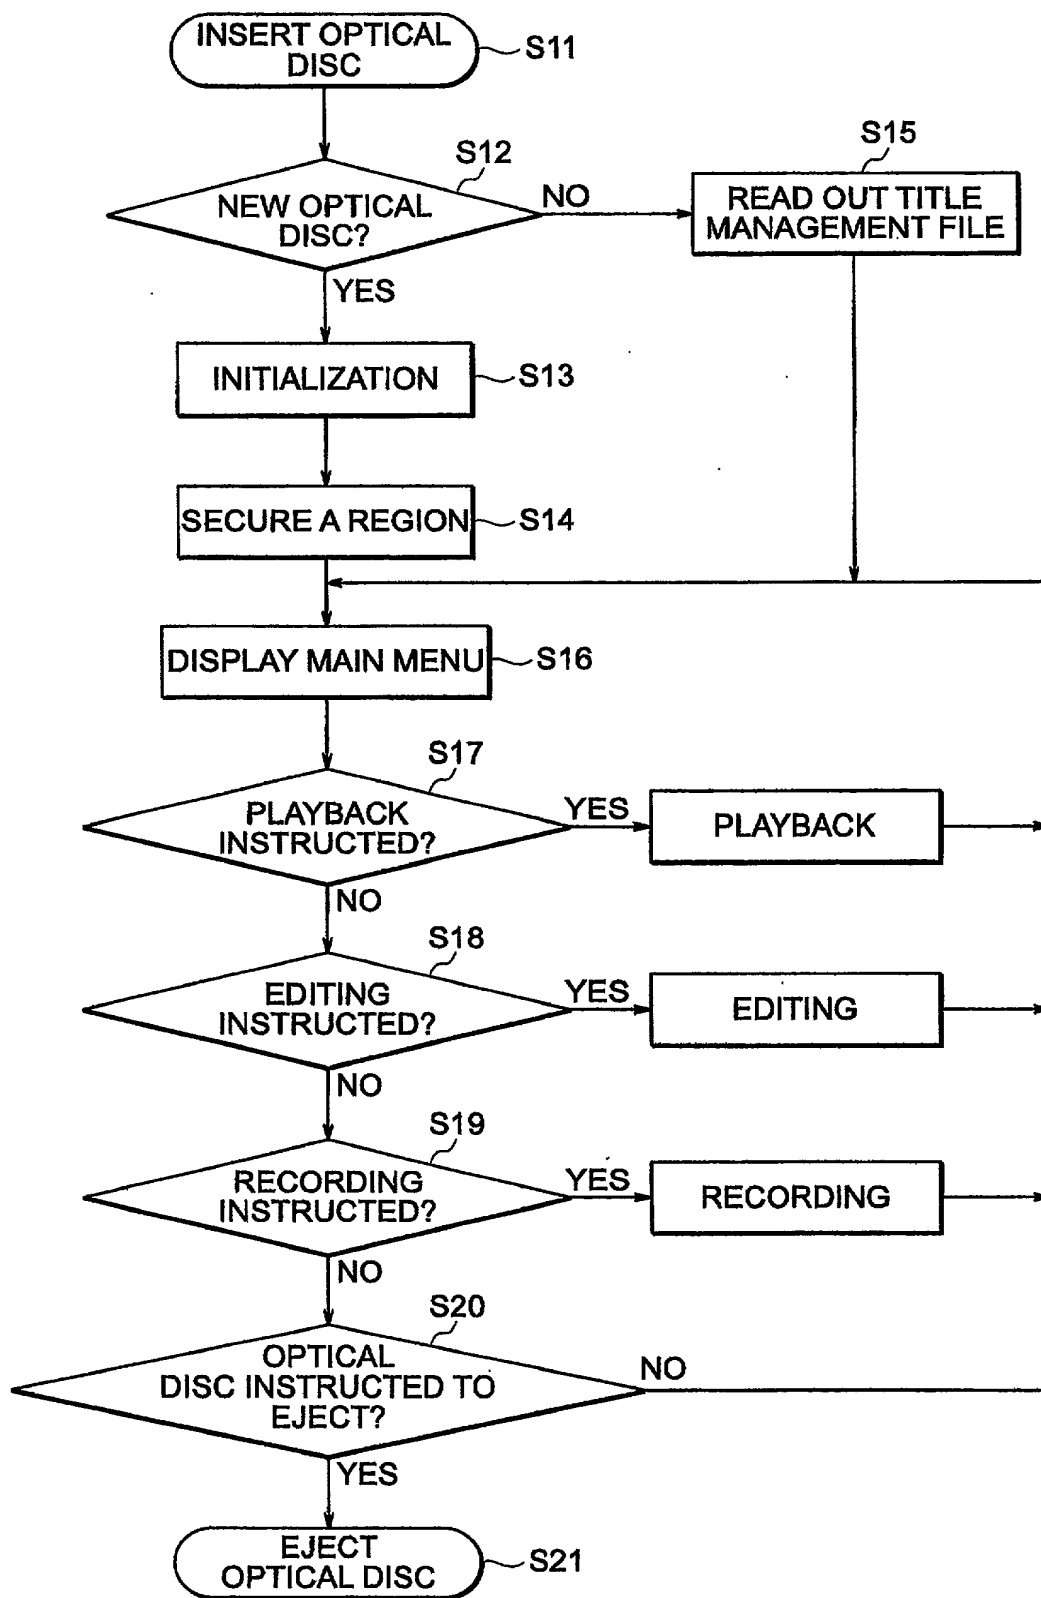 INSERT OPTICAL
DISC
S11
S12
NEW OPTICAL
DISC?
NO
YES
S15
READ OUT TITLE
MANAGEMENT FILE
INITIALIZATION
S13
SECURE A REGION
S14
DISPLAY MAIN MENU
S16
S17
PLAYBACK
INSTRUCTED?
YES
PLAYBACK
NO
S18
EDITING
INSTRUCTED?
YES
EDITING
NO
S19
RECORDING
INSTRUCTED?
YES
RECORDING
NO
S20
OPTICAL
DISC INSTRUCTED TO
EJECT?
NO
YES
EJECT
OPTICAL DISC
S21